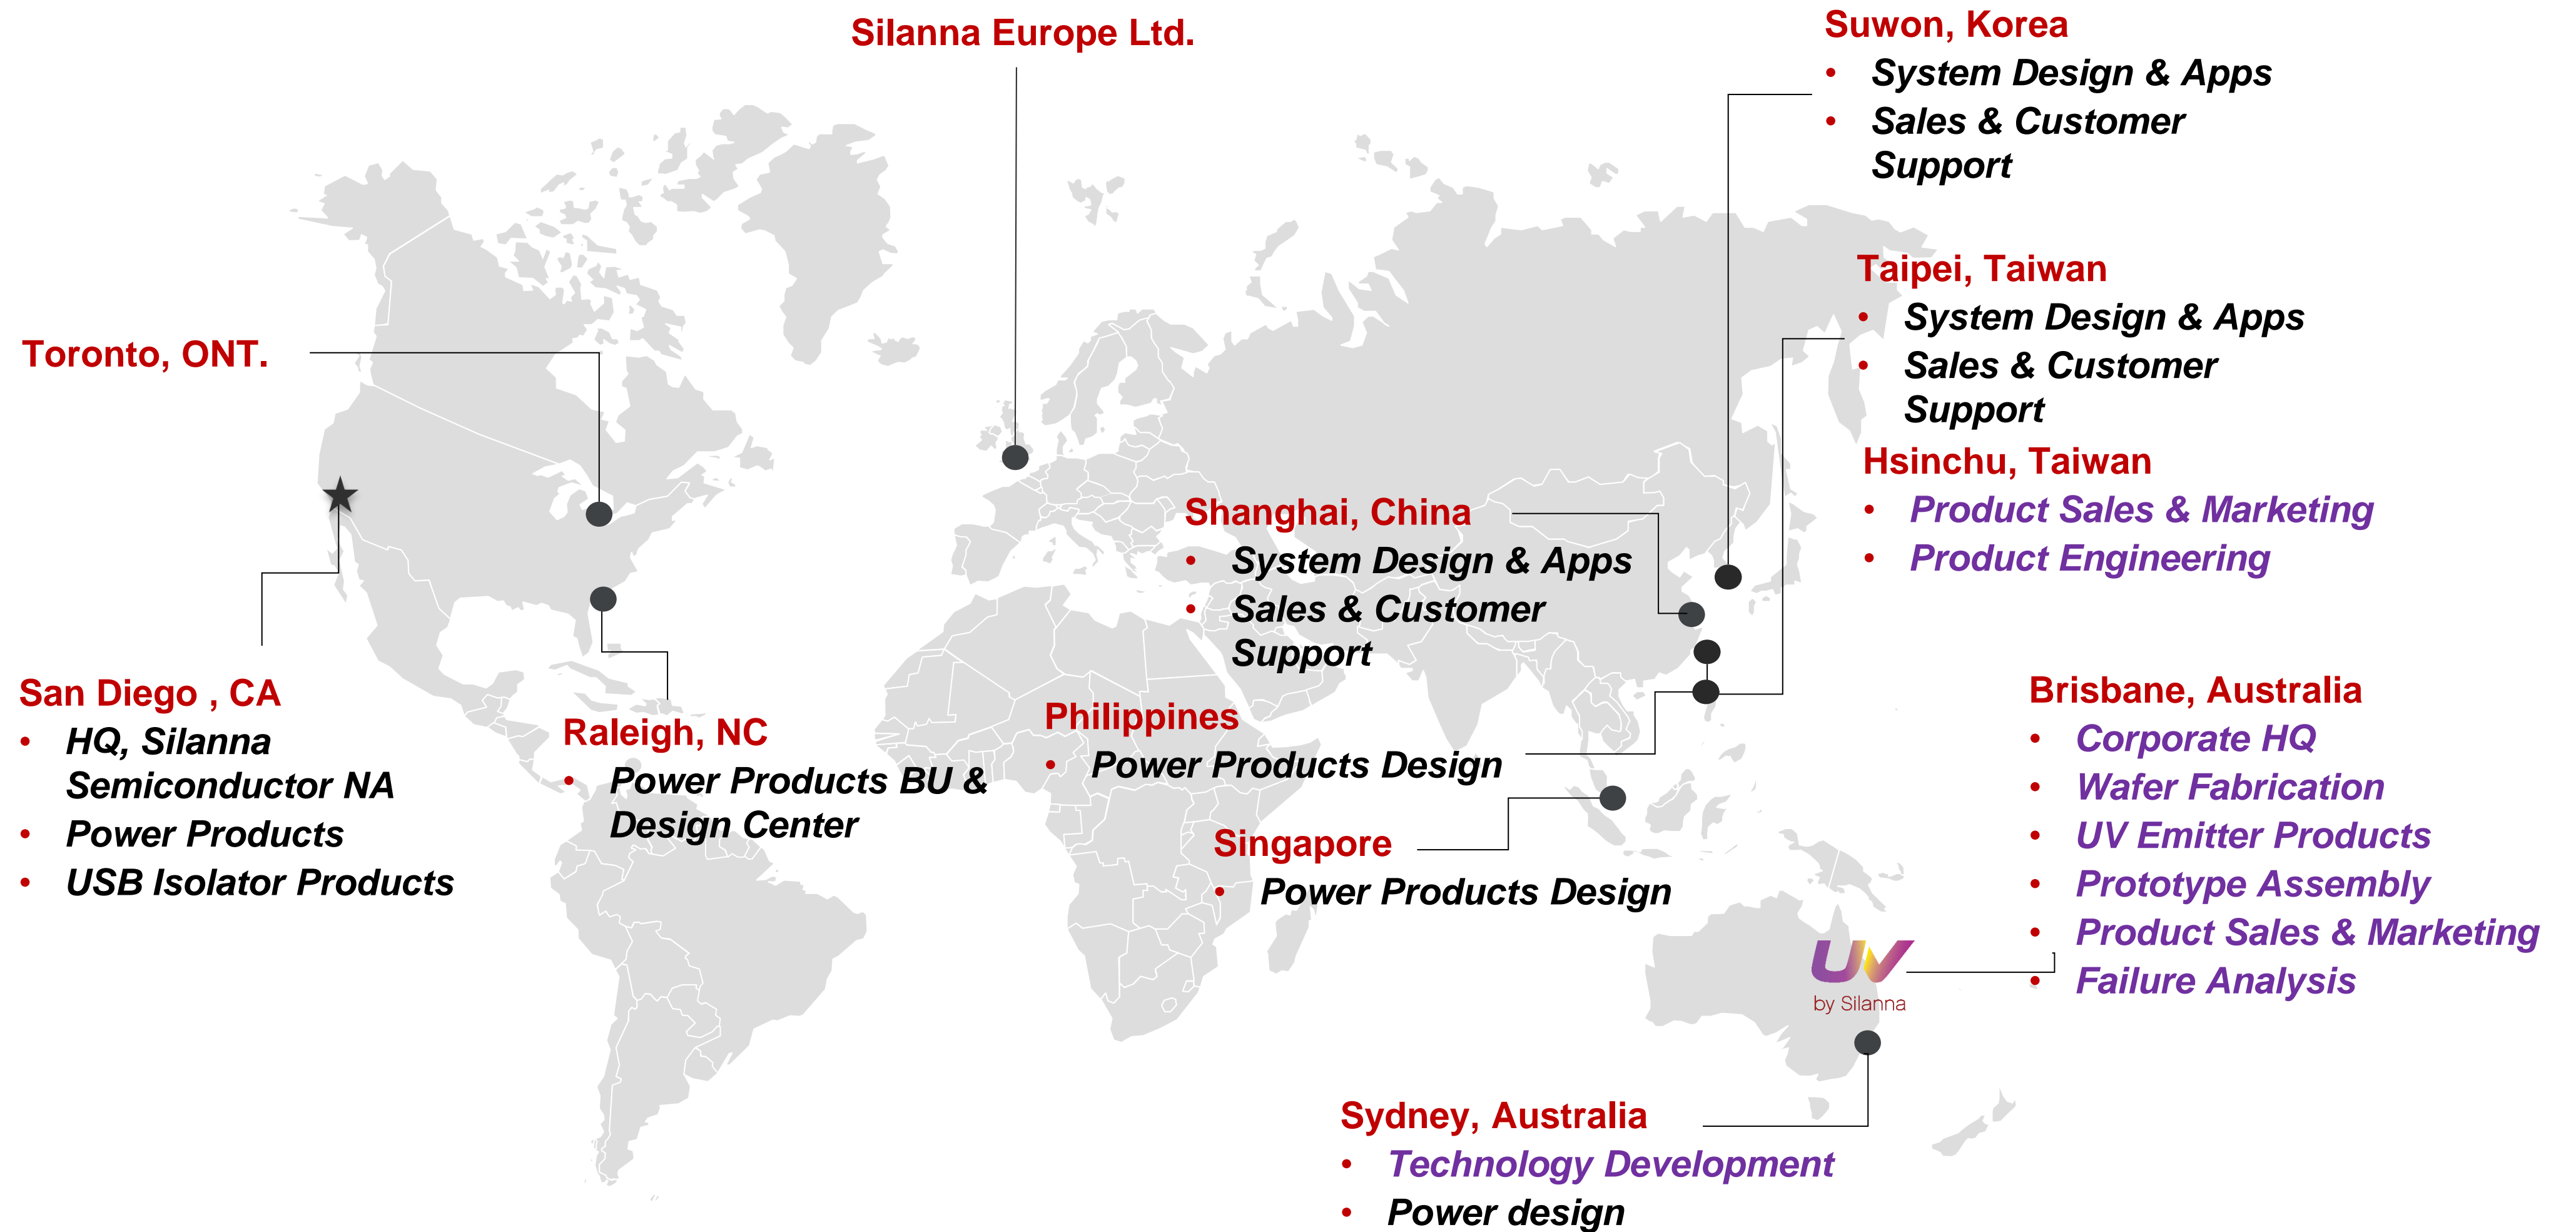 Silanna Europe Ltd.
Suwon, Korea
• System Design & Apps
• Sales & Customer
Support
Taipei, Taiwan
• System Design & Apps
• Sales & Customer
Support
Hsinchu, Taiwan
• Product Sales & Marketing
• Product Engineering
Toronto, ONT.
Shanghai, China
• System Design & Apps
• Sales & Customer
Support
San Diego , CA
• HQ, Silanna
Semiconductor NA
• Power Products
• USB Isolator Products
Raleigh, NC
• Power Products BU &
Design Center
Philippines
• Power Products Design
Singapore
• Power Products Design
Brisbane, Australia
• Corporate HQ
• Wafer Fabrication
• UV Emitter Products
• Prototype Assembly
• Product Sales & Marketing
• Failure Analysis
UV
by Silanna
Sydney, Australia
• Technology Development
• Power design